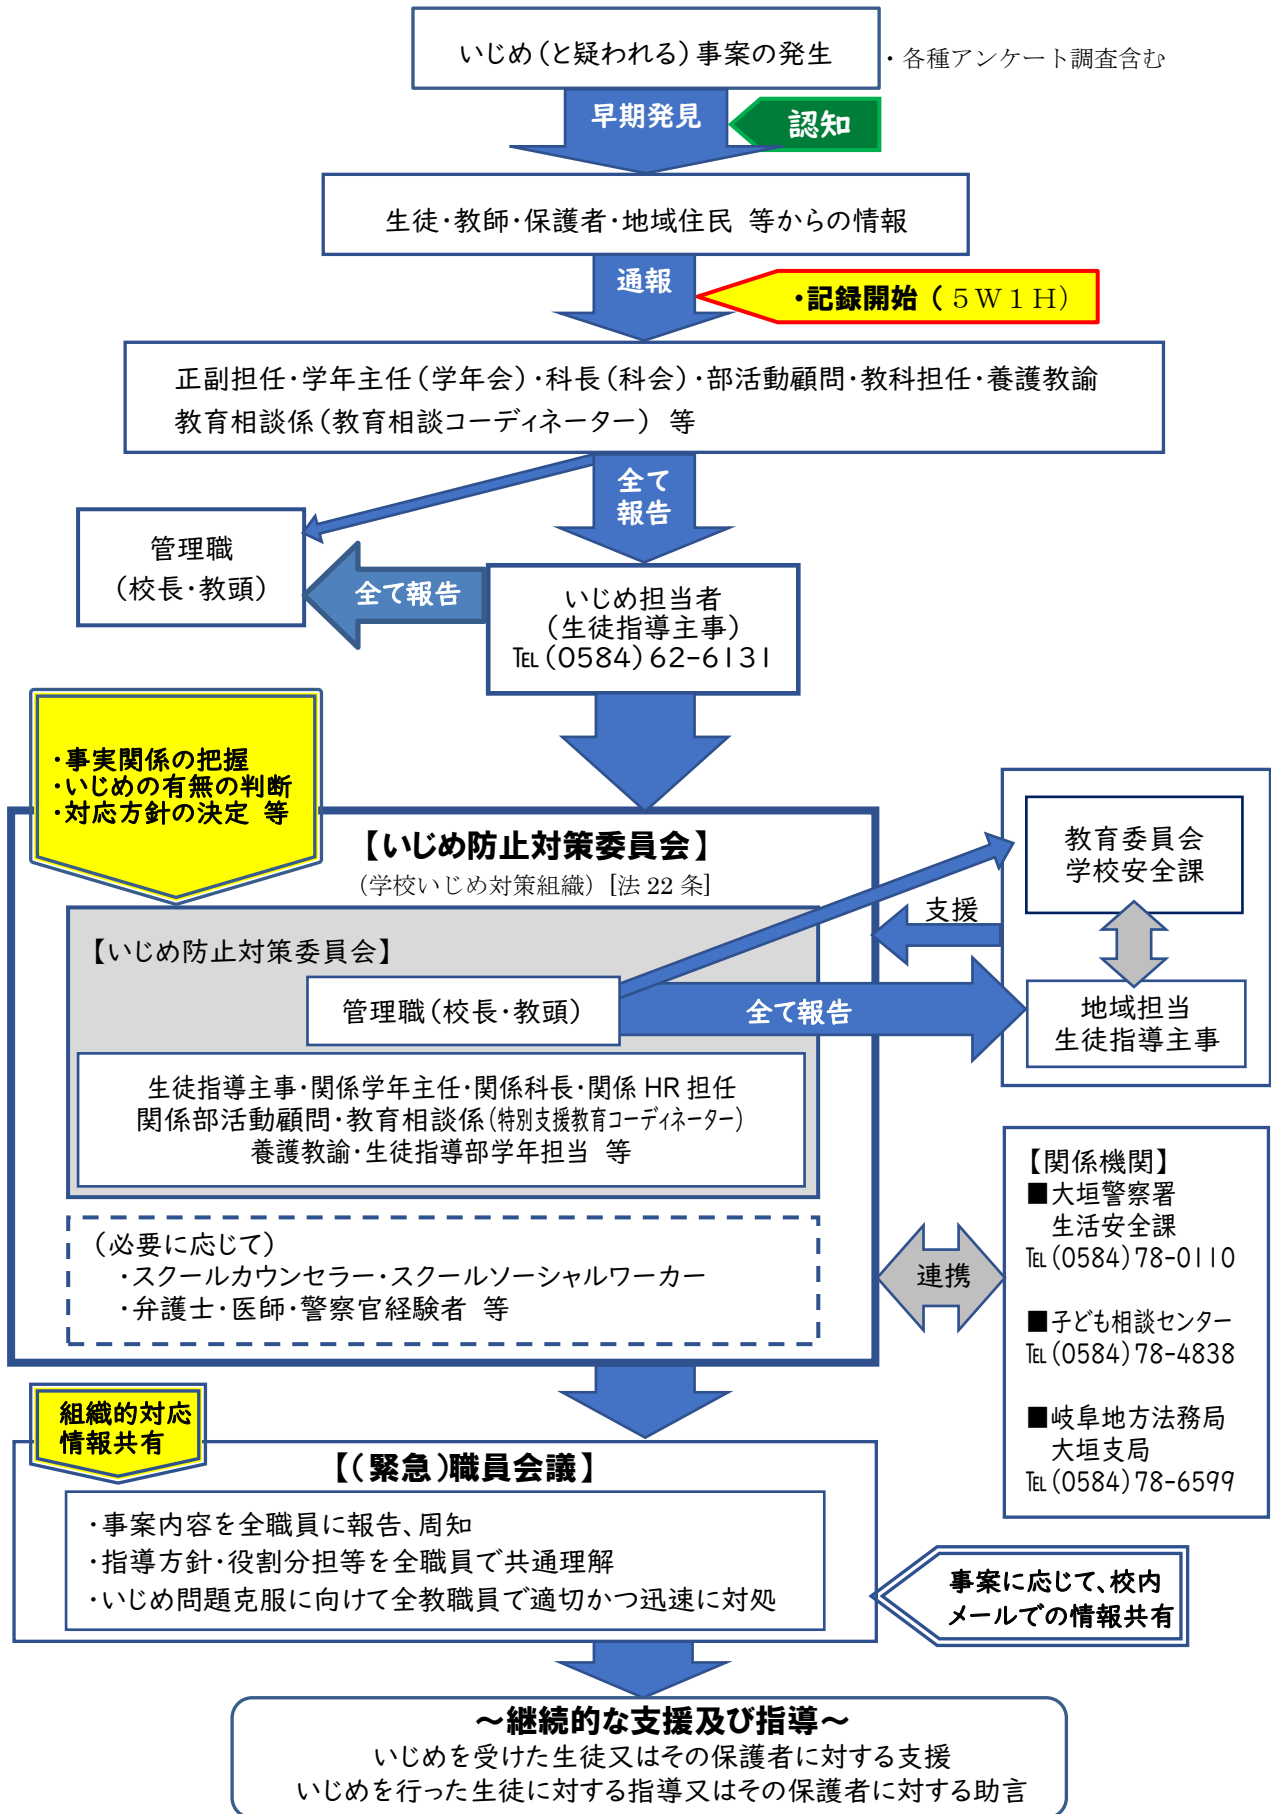 いじめ(と疑われる)事案の発生
・各種アンケート調査含む
早期発見
認知
生徒・教師・保護者・地域住民 等からの情報
通報
・記録開始(5W1H)
正副担任・学年主任(学年会)・科長(科会)・部活動顧問・教科担任・養護教諭
教育相談係(教育相談コーディネーター) 等
全て
報告
管理職
(校長・教頭)
全て報告
いじめ担当者
(生徒指導主事)
℡(0584)62-6131
・事実関係の把握
・いじめの有無の判断
・対応方針の決定 等
【いじめ防止対策委員会】
(学校いじめ対策組織)[法22条]
教育委員会
学校安全課
支援
【いじめ防止対策委員会】
管理職(校長・教頭)
全て報告
地域担当
生徒指導主事
生徒指導主事・関係学年主任・関係科長・関係HR担任
関係部活動顧問・教育相談係(特別支援教育コーディネーター)
養護教諭・生徒指導部学年担当 等
(必要に応じて)
・スクールカウンセラー・スクールソーシャルワーカー
・弁護士・医師・警察官経験者 等
連携
【関係機関】
■大垣警察署
生活安全課
℡(0584)78-0110
■子ども相談センター
℡(0584)78-4838
■岐阜地方法務局
大垣支局
℡(0584)78-6599
組織的対応
情報共有
【(緊急)職員会議】
・事案内容を全職員に報告、周知
・指導方針・役割分担等を全職員で共通理解
・いじめ問題克服に向けて全教職員で適切かつ迅速に対処
事案に応じて、校内
メールでの情報共有
～継続的な支援及び指導～
いじめを受けた生徒又はその保護者に対する支援
いじめを行った生徒に対する指導又はその保護者に対する助言